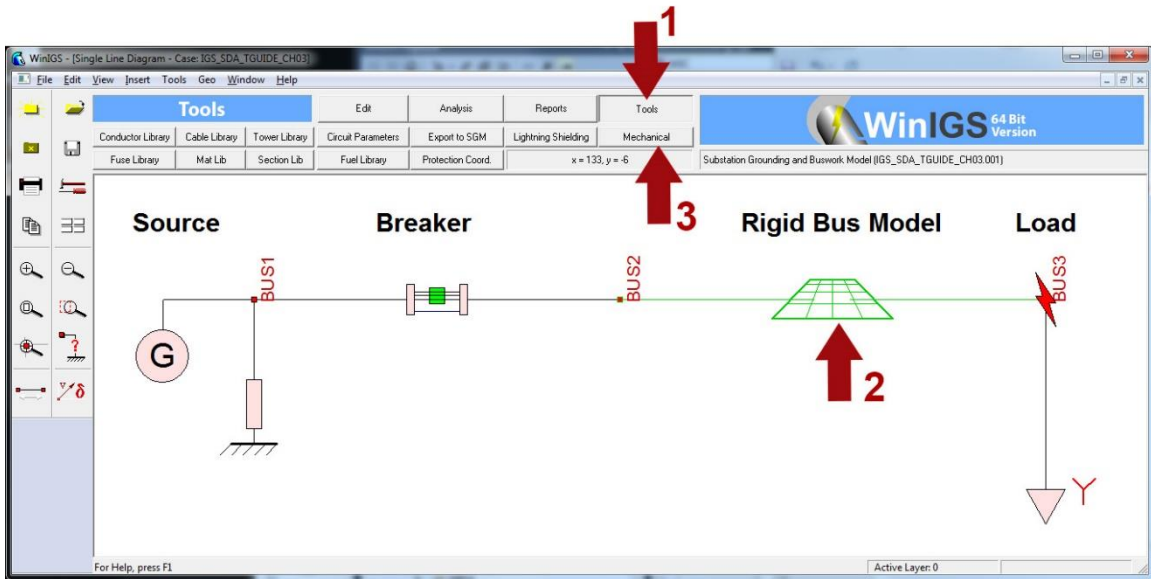 1
WinIGS - [Single Line Diagram - Case: IGS_SDA_TGUIDE_CH03]
File Edit View Insert Tools Geo Window Help
Tools Edit Analysis Reports Tools
WinIGS 64 Bit Version
Conductor Library Cable Library Tower Library Circuit Parameters Export to SGM Lightning Shielding Mechanical
Fuse Library Mat Lib Section Lib Fuel Library Protection Coord. x = 133, y = -6 Substation Grounding and Buswork Model (IGS_SDA_TGUIDE_CH03.001)
3
Source Breaker Rigid Bus Model Load
BUS1 BUS2 BUS3
G
2
?
δ
Y
For Help, press F1 Active Layer: 0